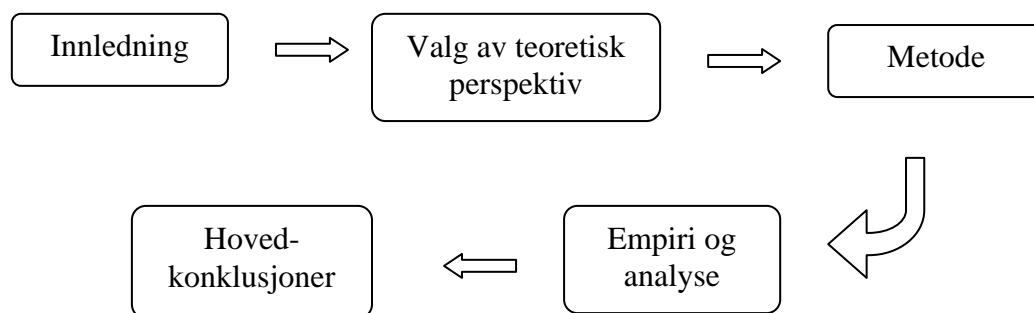 Innledning
Valg av teoretisk
perspektiv
Metode
Empiri og
analyse
Hoved-
konklusjoner